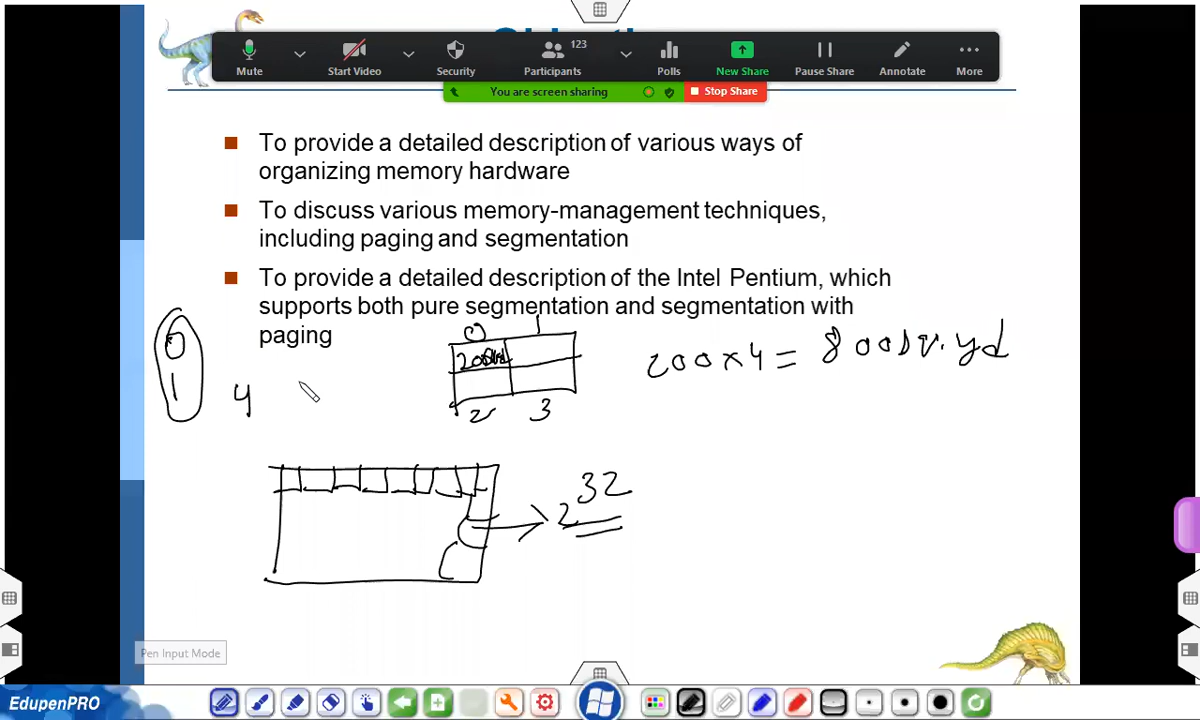 123
Mute
Start Video
Security
Participants
Polls
New Share
Pause Share
Annotate
More
You are screen sharing
Stop Share
To provide a detailed description of various ways of
organizing memory hardware
To discuss various memory-management techniques,
including paging and segmentation
To provide a detailed description of the Intel Pentium, which
supports both pure segmentation and segmentation with
paging
0
1
4
0 1
2 3
200 x 4 = 800 sq. yd
2^32
Pen Input Mode
EdupenPRO